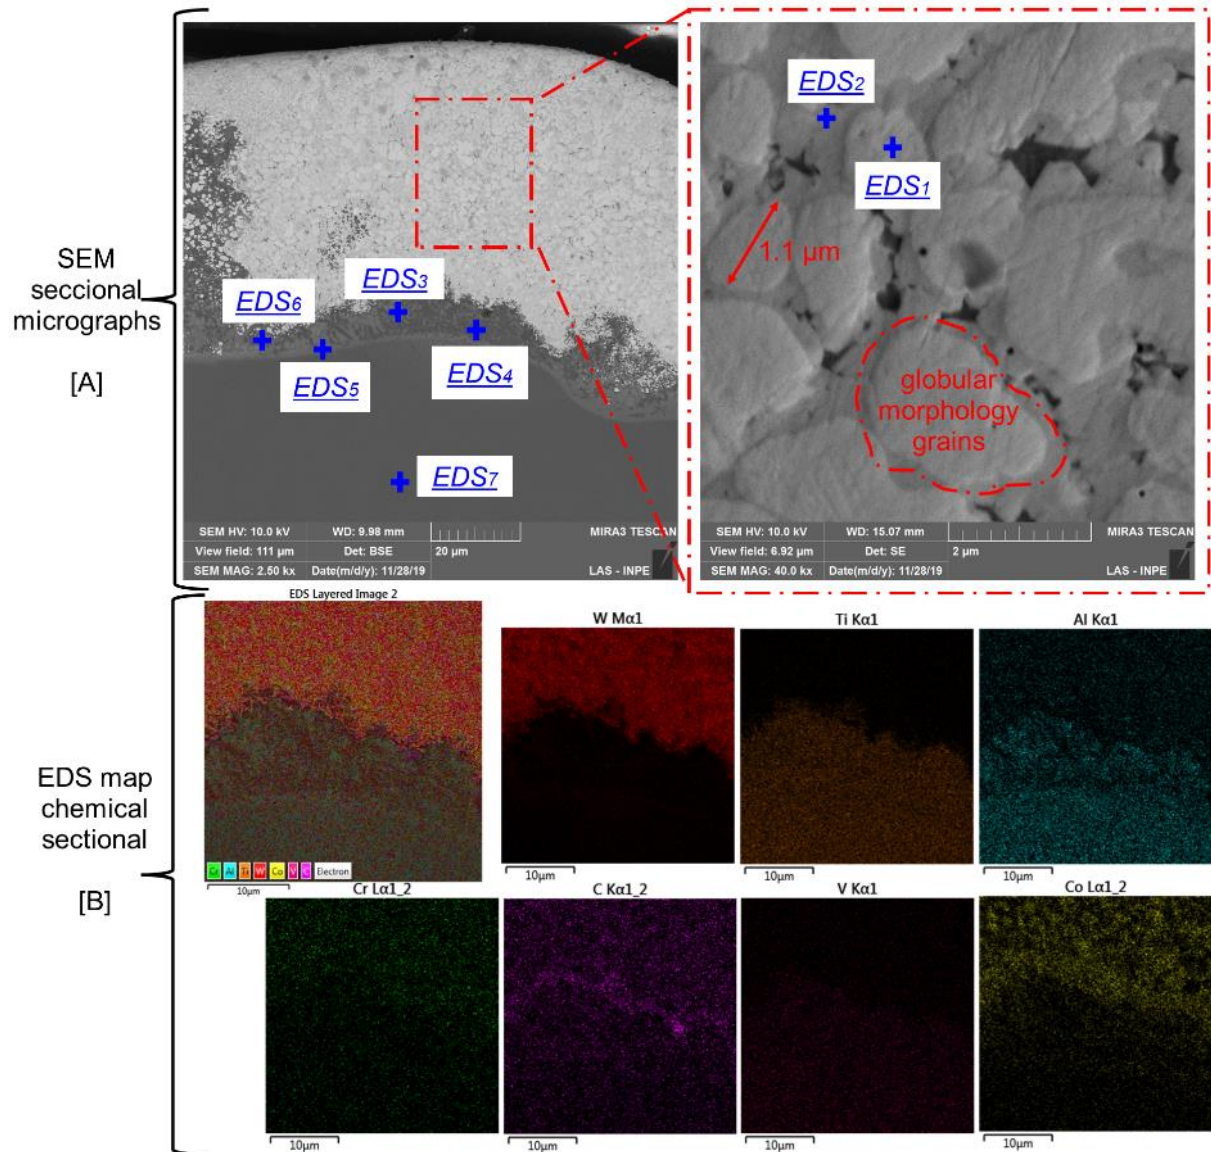 SEM
seccional
micrographs
[A]
EDS6
EDS3
EDS5
EDS4
EDS7
SEM HV: 10.0 kV WD: 9.98 mm MIRA3 TESCAN
View field: 111 µm Det: BSE 20 µm
SEM MAG: 2.50 kx Date(m/d/y): 11/28/19 LAS - INPE
EDS2
EDS1
1.1 µm
globular
morphology
grains
SEM HV: 10.0 kV WD: 15.07 mm MIRA3 TESCAN
View field: 6.92 µm Det: SE 2 µm
SEM MAG: 40.0 kx Date(m/d/y): 11/28/19 LAS - INPE
EDS map
chemical
sectional
[B]
EDS Layered Image 2
Cr Al Ti W Co V C Electron
10µm
W Mα1
10µm
Ti Kα1
10µm
Al Kα1
10µm
Cr Lα1_2
10µm
C Kα1_2
10µm
V Kα1
10µm
Co Lα1_2
10µm